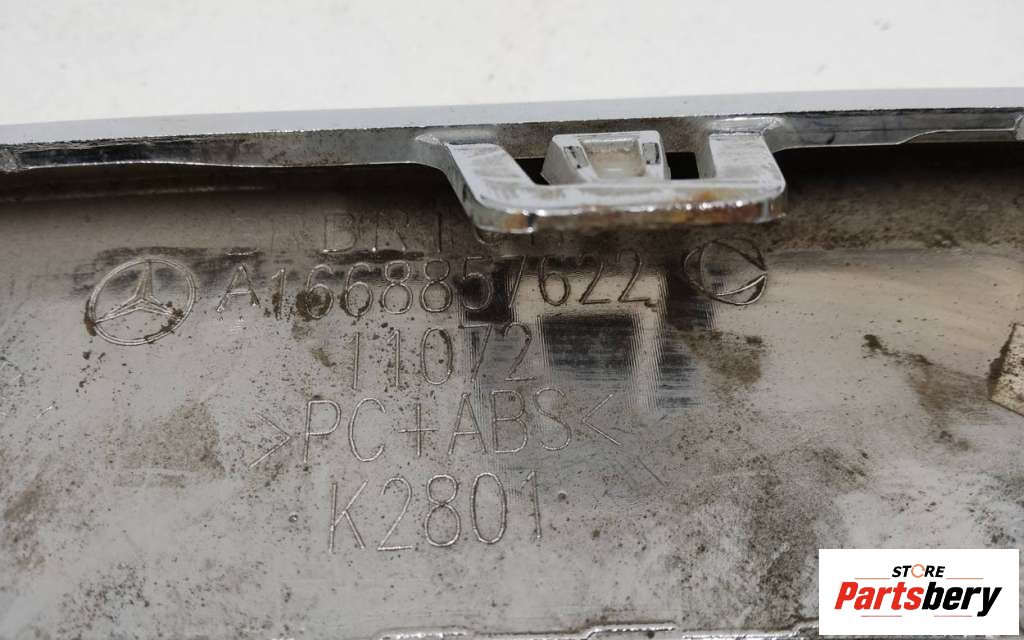 A1668857622
11072
>PC+ABS<
K2801
STORE
Partsbery